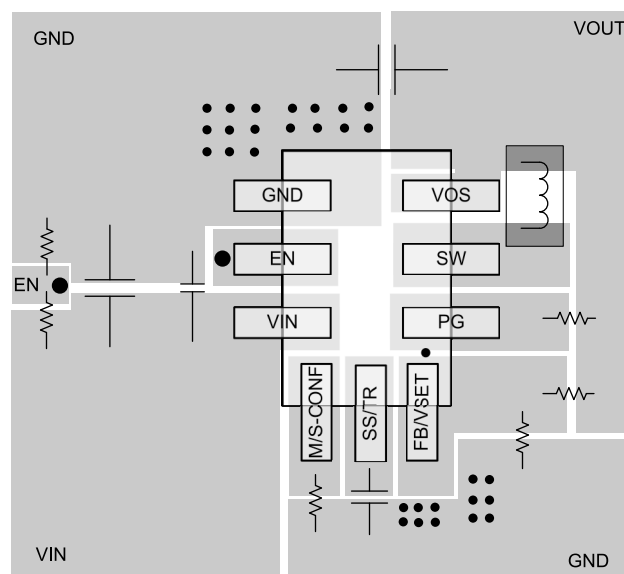 GND
VOUT
GND
VOS
EN
SW
EN
VIN
PG
M/S-CONF
SS/TR
FB/VSET
VIN
GND